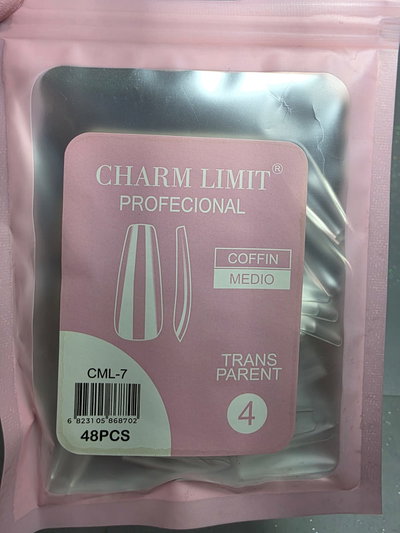 CHARM LIMIT®
PROFECIONAL
COFFIN
MEDIO
TRANS
PARENT
4
CML-7
6 823105 868702
48PCS